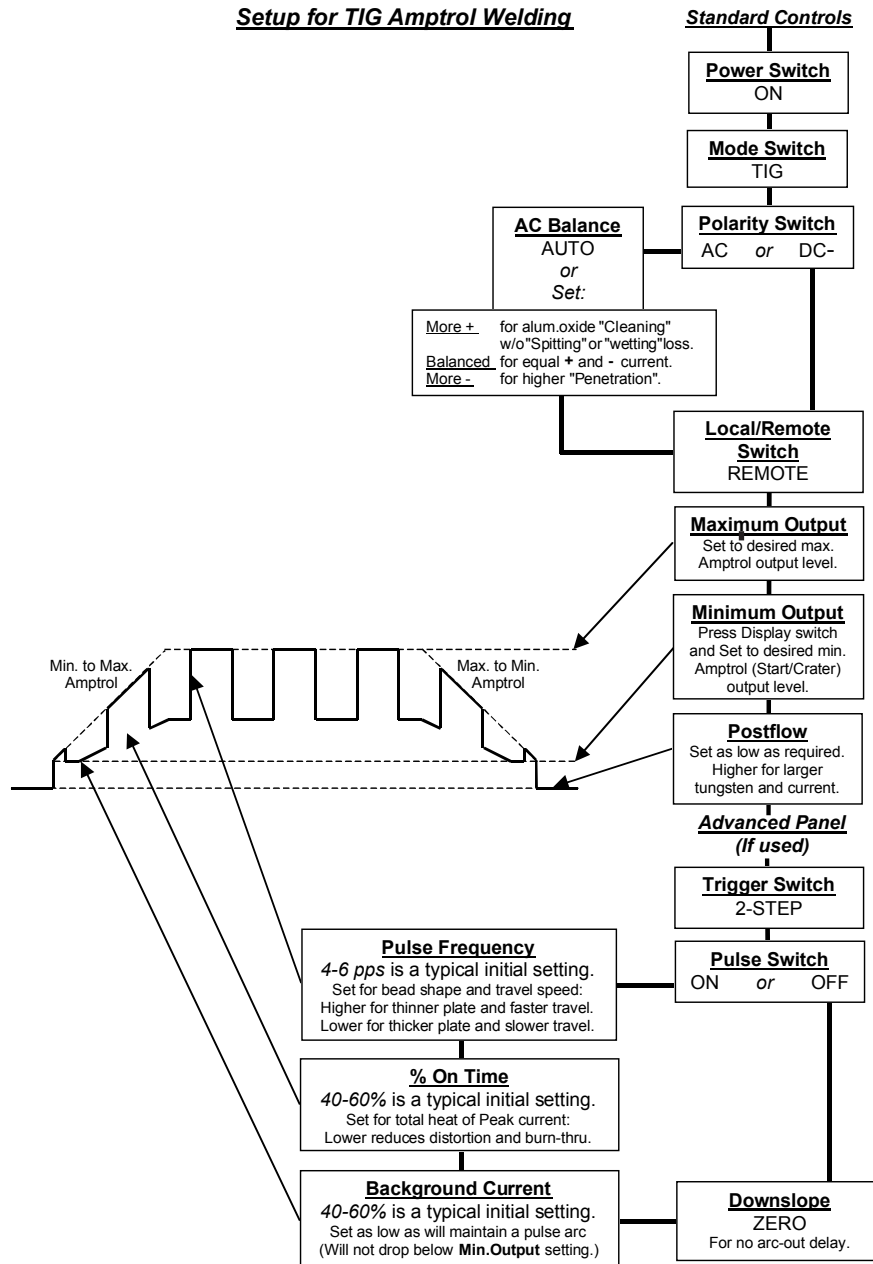 Setup for TIG Amptrol Welding
Standard Controls
Power Switch
ON
Mode Switch
TIG
Polarity Switch
AC or DC-
AC Balance
AUTO
or
Set:
More + for alum.oxide "Cleaning"
w/o"Spitting" or "wetting"loss.
Balanced for equal + and - current.
More - for higher "Penetration".
Local/Remote
Switch
REMOTE
Maximum Output
Set to desired max.
Amptrol output level.
Minimum Output
Press Display switch
and Set to desired min.
Amptrol (Start/Crater)
output level.
Min. to Max.
Amptrol
Max. to Min.
Amptrol
Postflow
Set as low as required.
Higher for larger
tungsten and current.
Advanced Panel
(If used)
Trigger Switch
2-STEP
Pulse Switch
ON or OFF
Pulse Frequency
4-6 pps is a typical initial setting.
Set for bead shape and travel speed:
Higher for thinner plate and faster travel.
Lower for thicker plate and slower travel.
% On Time
40-60% is a typical initial setting.
Set for total heat of Peak current:
Lower reduces distortion and burn-thru.
Background Current
40-60% is a typical initial setting.
Set as low as will maintain a pulse arc
(Will not drop below Min.Output setting.)
Downslope
ZERO
For no arc-out delay.